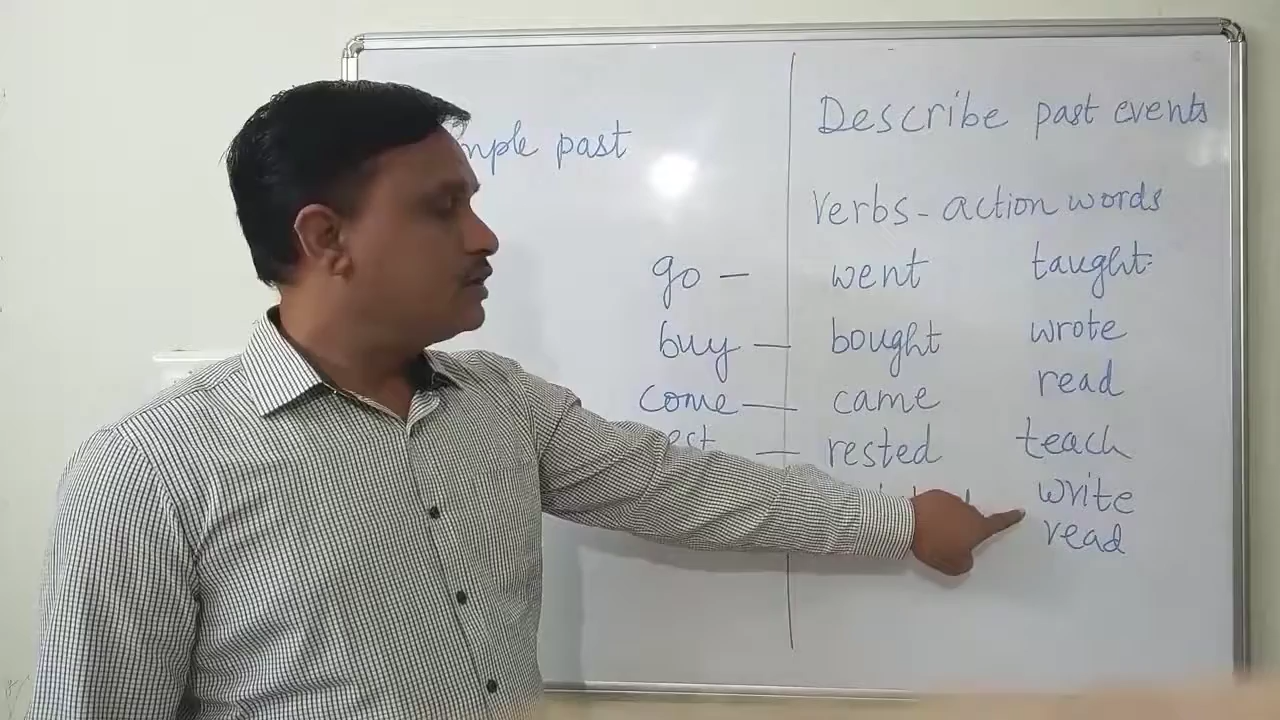 Describe past events
past
Verbs - action words
go - went taught
buy - bought wrote
come - came read
rested teach
write
read